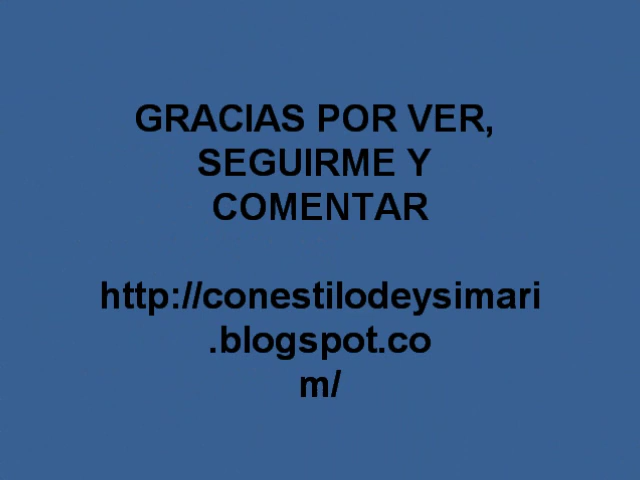 GRACIAS POR VER,
SEGUIRME Y
COMENTAR
http://conestilodeysimari
.blogspot.co
m/